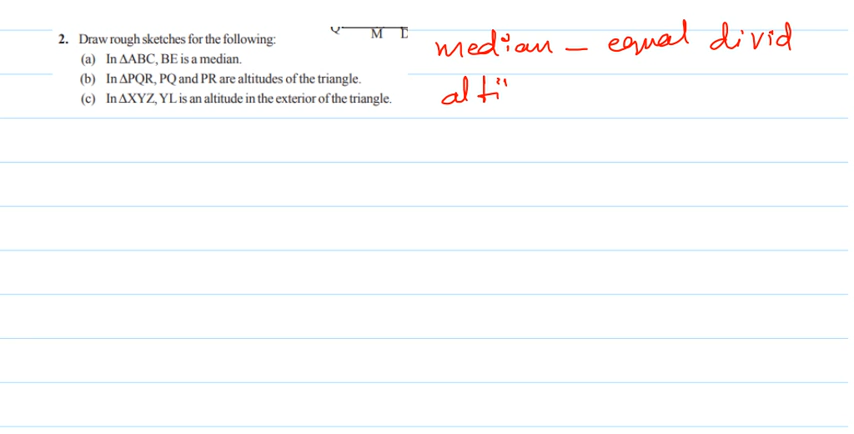 M
2. Draw rough sketches for the following:
(a) In ΔABC, BE is a median.
(b) In ΔPQR, PQ and PR are altitudes of the triangle.
(c) In ΔXYZ, YL is an altitude in the exterior of the triangle.
median - equal divid
alti